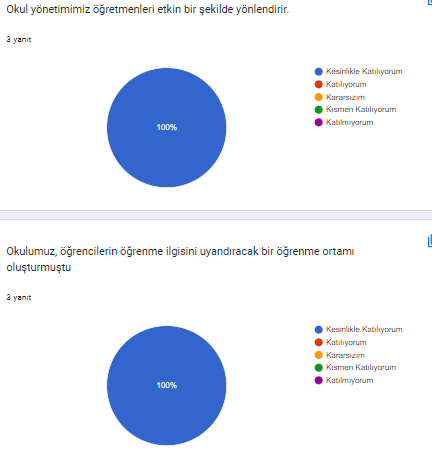 Okul yönetimimiz öğretmenleri etkin bir şekilde yönlendirir.
3 yanıt
100%
Kesinlikle Katılıyorum
Katılıyorum
Kararsızım
Kısmen Katılıyorum
Katılmıyorum
Okulumuz, öğrencilerin öğrenme ilgisini uyandıracak bir öğrenme ortamı
oluşturmuştu
3 yanıt
100%
Kesinlikle Katılıyorum
Katılıyorum
Kararsızım
Kısmen Katılıyorum
Katılmıyorum